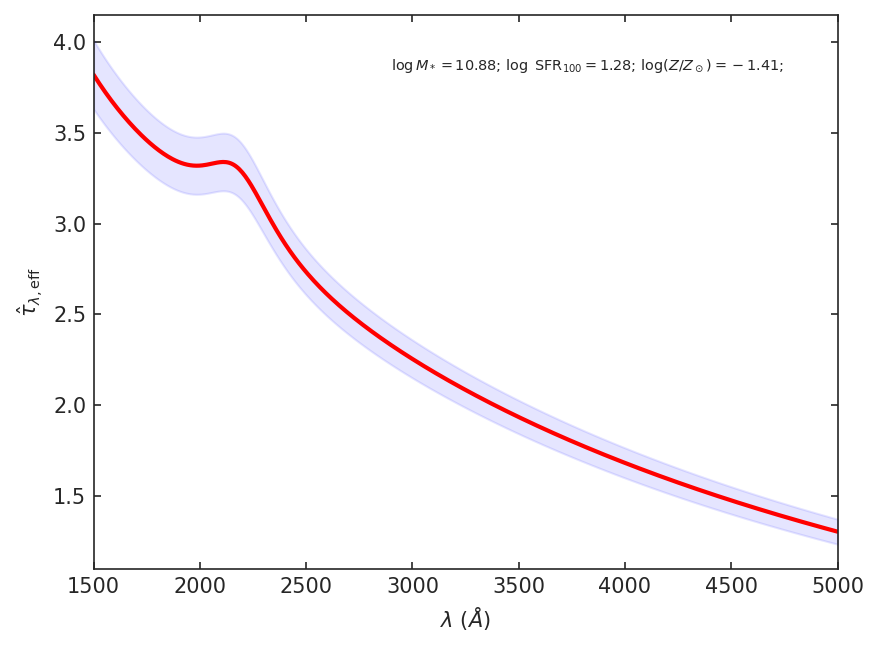 4.0
3.5
3.0
2.5
2.0
1.5
τ̂λ,eff
log M* = 10.88; log SFR₁₀₀ = 1.28; log(Z/Z⊙) = −1.41;
1500 2000 2500 3000 3500 4000 4500 5000
λ (Å)